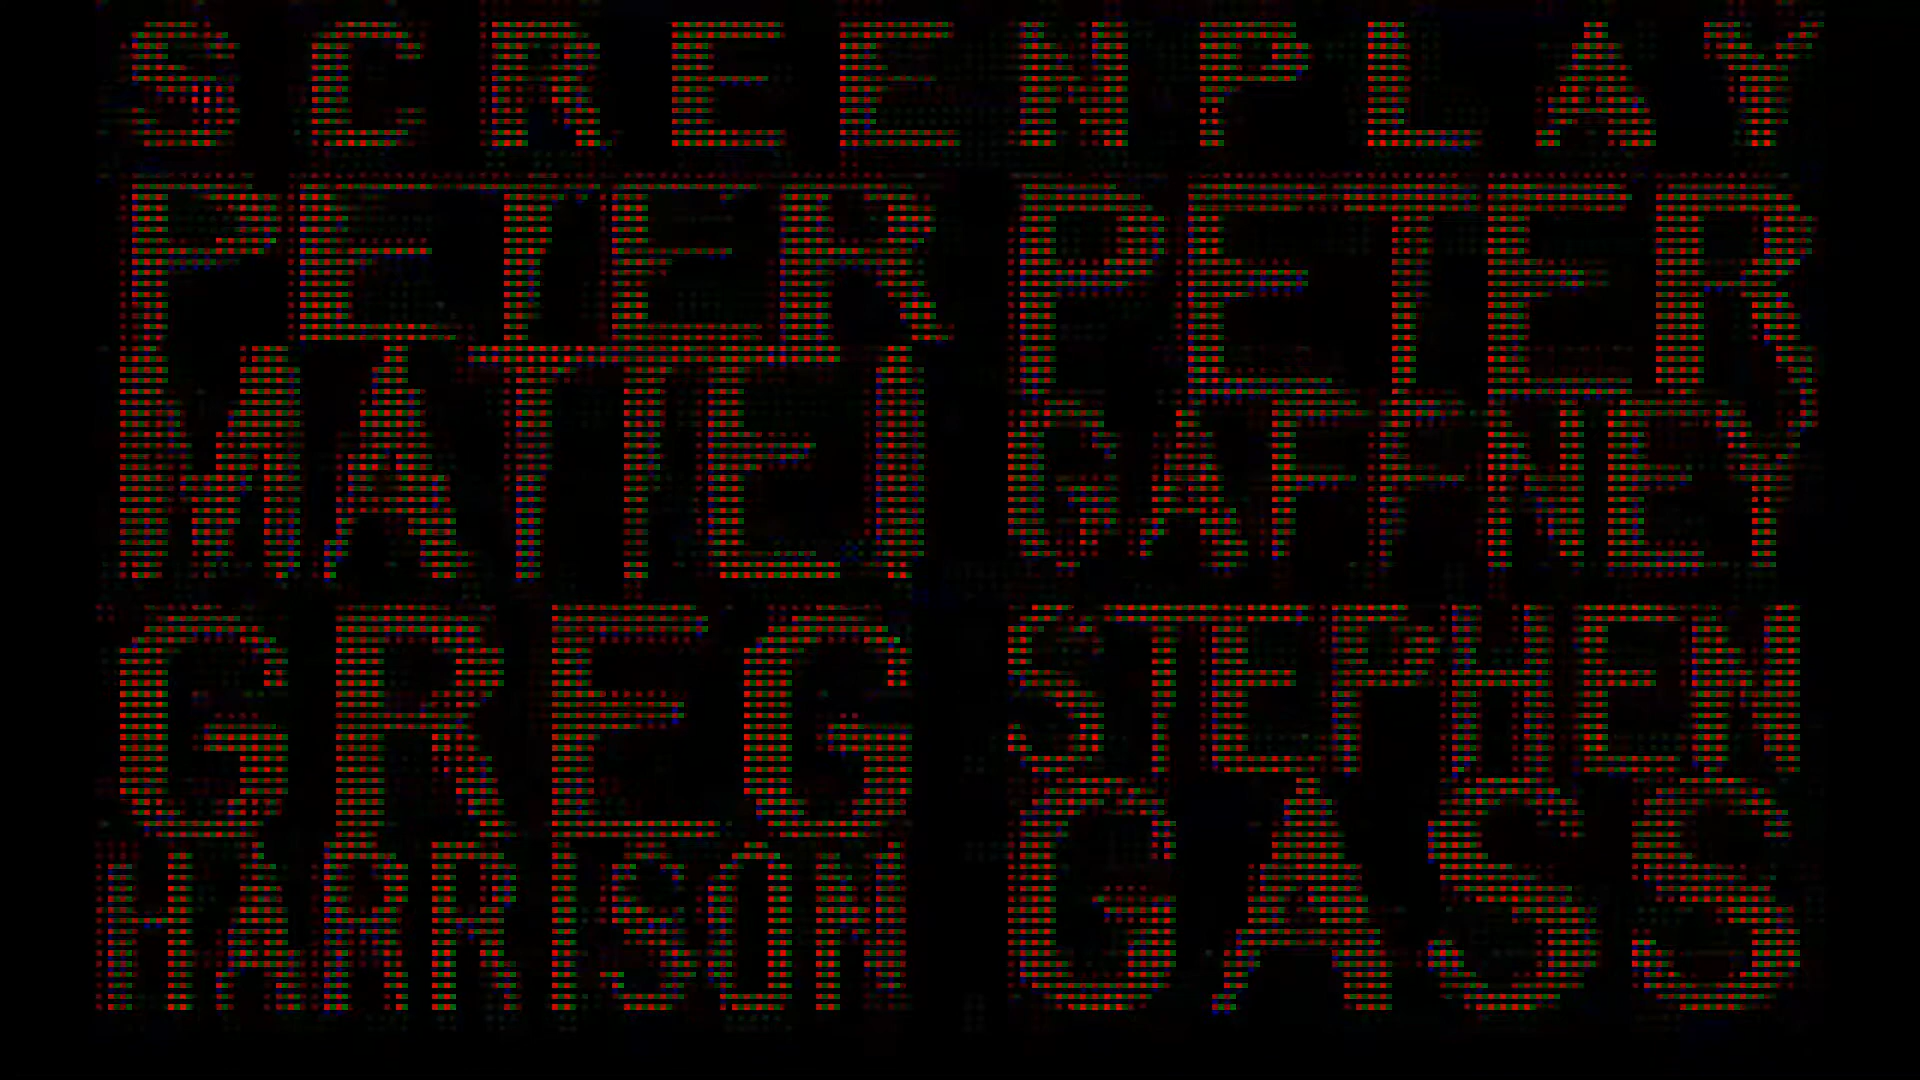 SCREENPLAY
PETER
MATTEI
PETER
GAFFNEY
GREG
HARRISON
STEPHEN
GASS